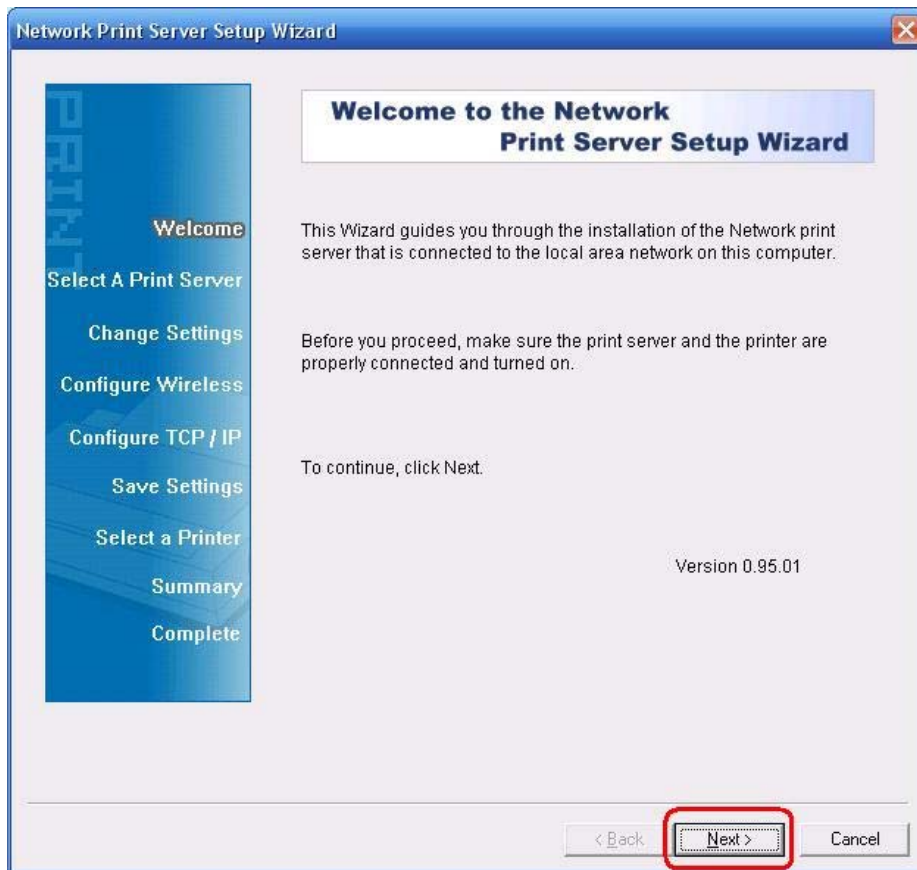 Network Print Server Setup Wizard
PRINT
Welcome
Select A Print Server
Change Settings
Configure Wireless
Configure TCP / IP
Save Settings
Select a Printer
Summary
Complete
Welcome to the Network
Print Server Setup Wizard
This Wizard guides you through the installation of the Network print
server that is connected to the local area network on this computer.
Before you proceed, make sure the print server and the printer are
properly connected and turned on.
To continue, click Next.
Version 0.95.01
< Back
Next >
Cancel